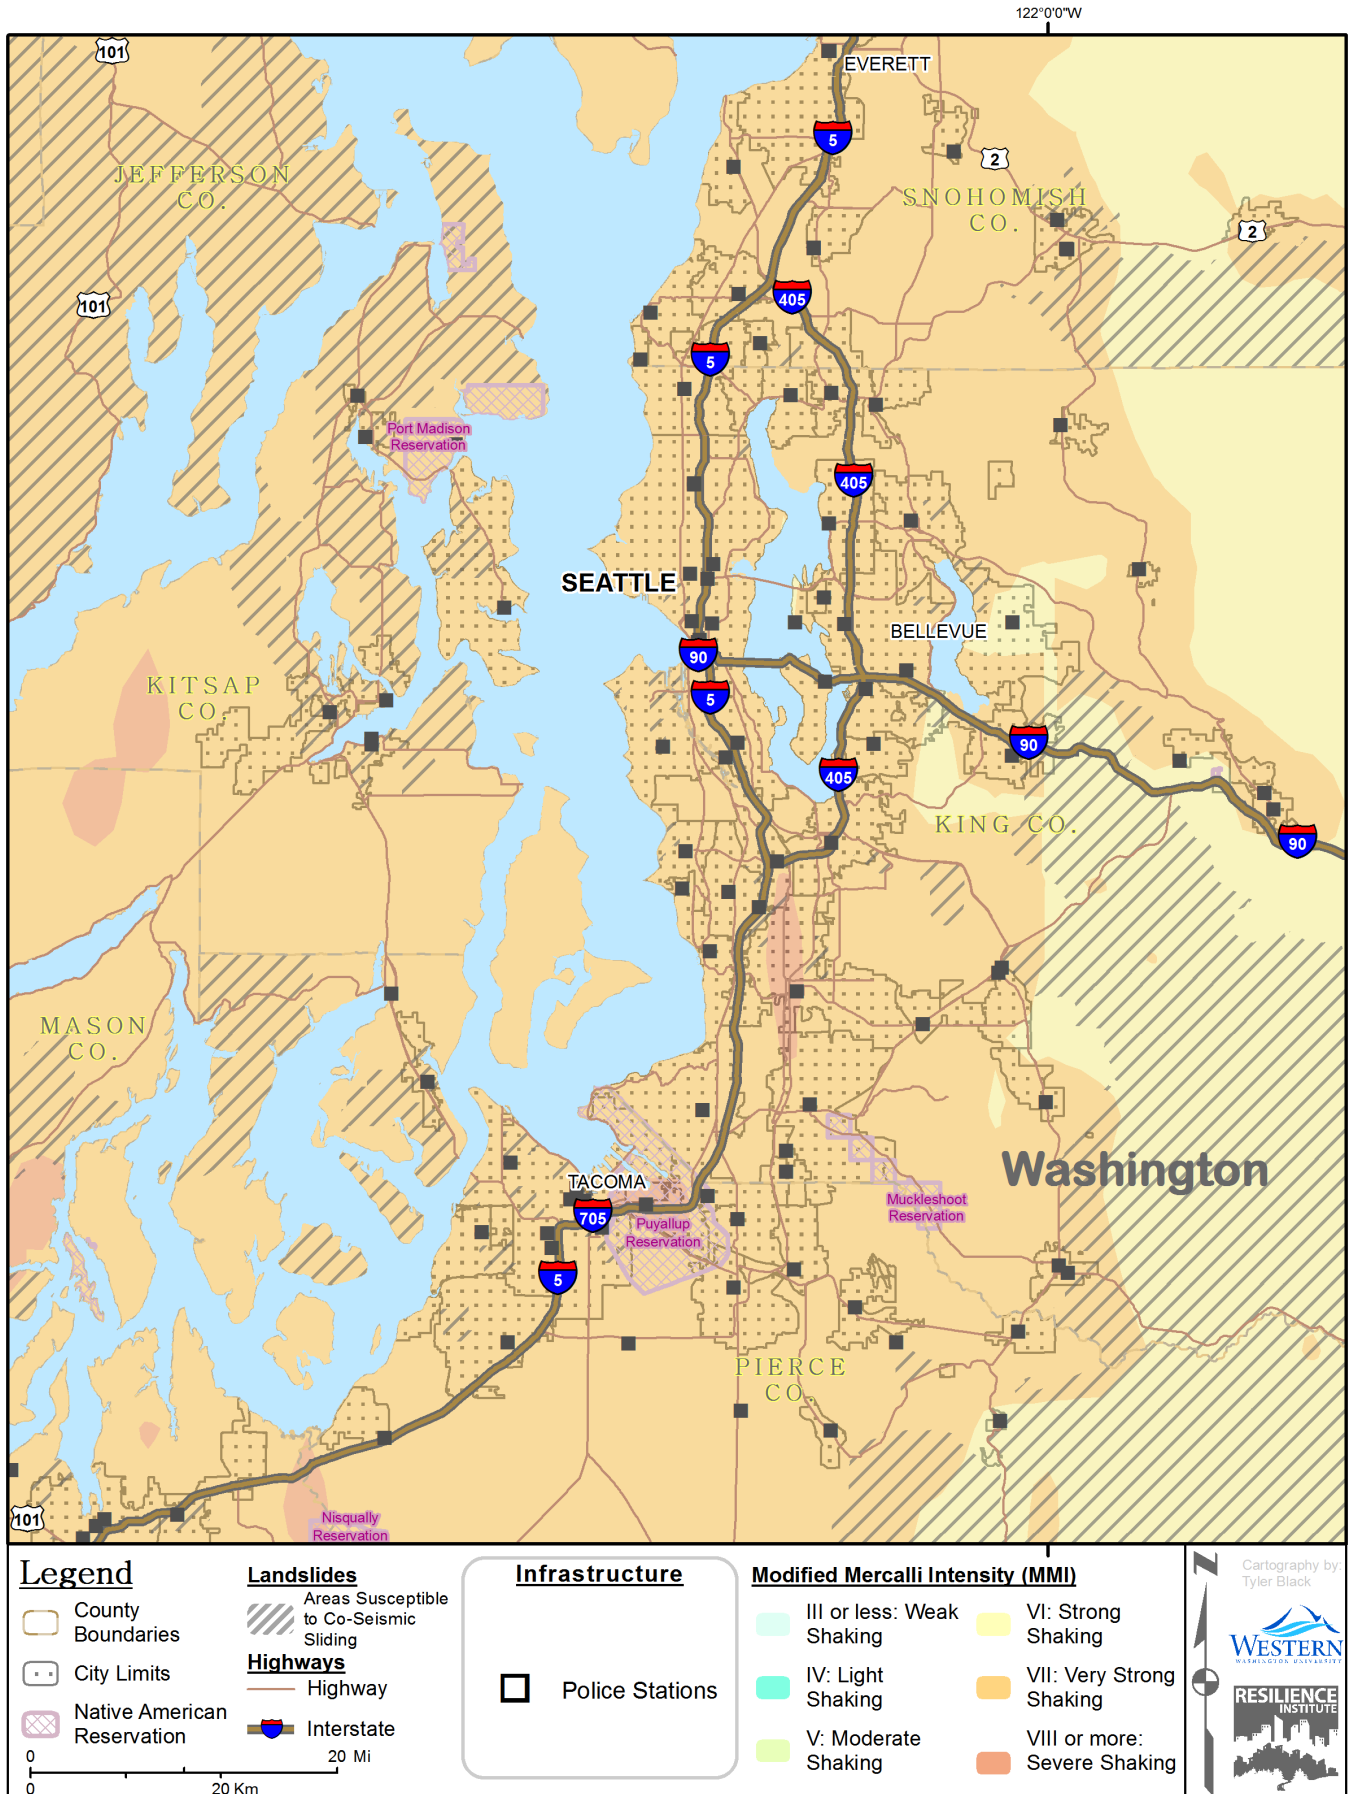 122°0'0"W
101
EVERETT
5
2
JEFFERSON
CO.
SNOHOMISH
CO.
2
101
405
5
Port Madison
Reservation
405
SEATTLE
BELLEVUE
90
KITSAP
CO.
5
90
405
KING CO.
90
MASON
CO.
Washington
TACOMA
Muckleshoot
Reservation
705
Puyallup
Reservation
5
PIERCE
CO.
101
Nisqually
Reservation
Legend
County
Boundaries
City Limits
Native American
Reservation
0 20 Mi
0 20 Km
Landslides
Areas Susceptible
to Co-Seismic
Sliding
Highways
Highway
Interstate
Infrastructure
Police Stations
Modified Mercalli Intensity (MMI)
III or less: Weak
Shaking
IV: Light
Shaking
V: Moderate
Shaking
VI: Strong
Shaking
VII: Very Strong
Shaking
VIII or more:
Severe Shaking
N
Cartography by:
Tyler Black
WESTERN
WASHINGTON UNIVERSITY
RESILIENCE
INSTITUTE